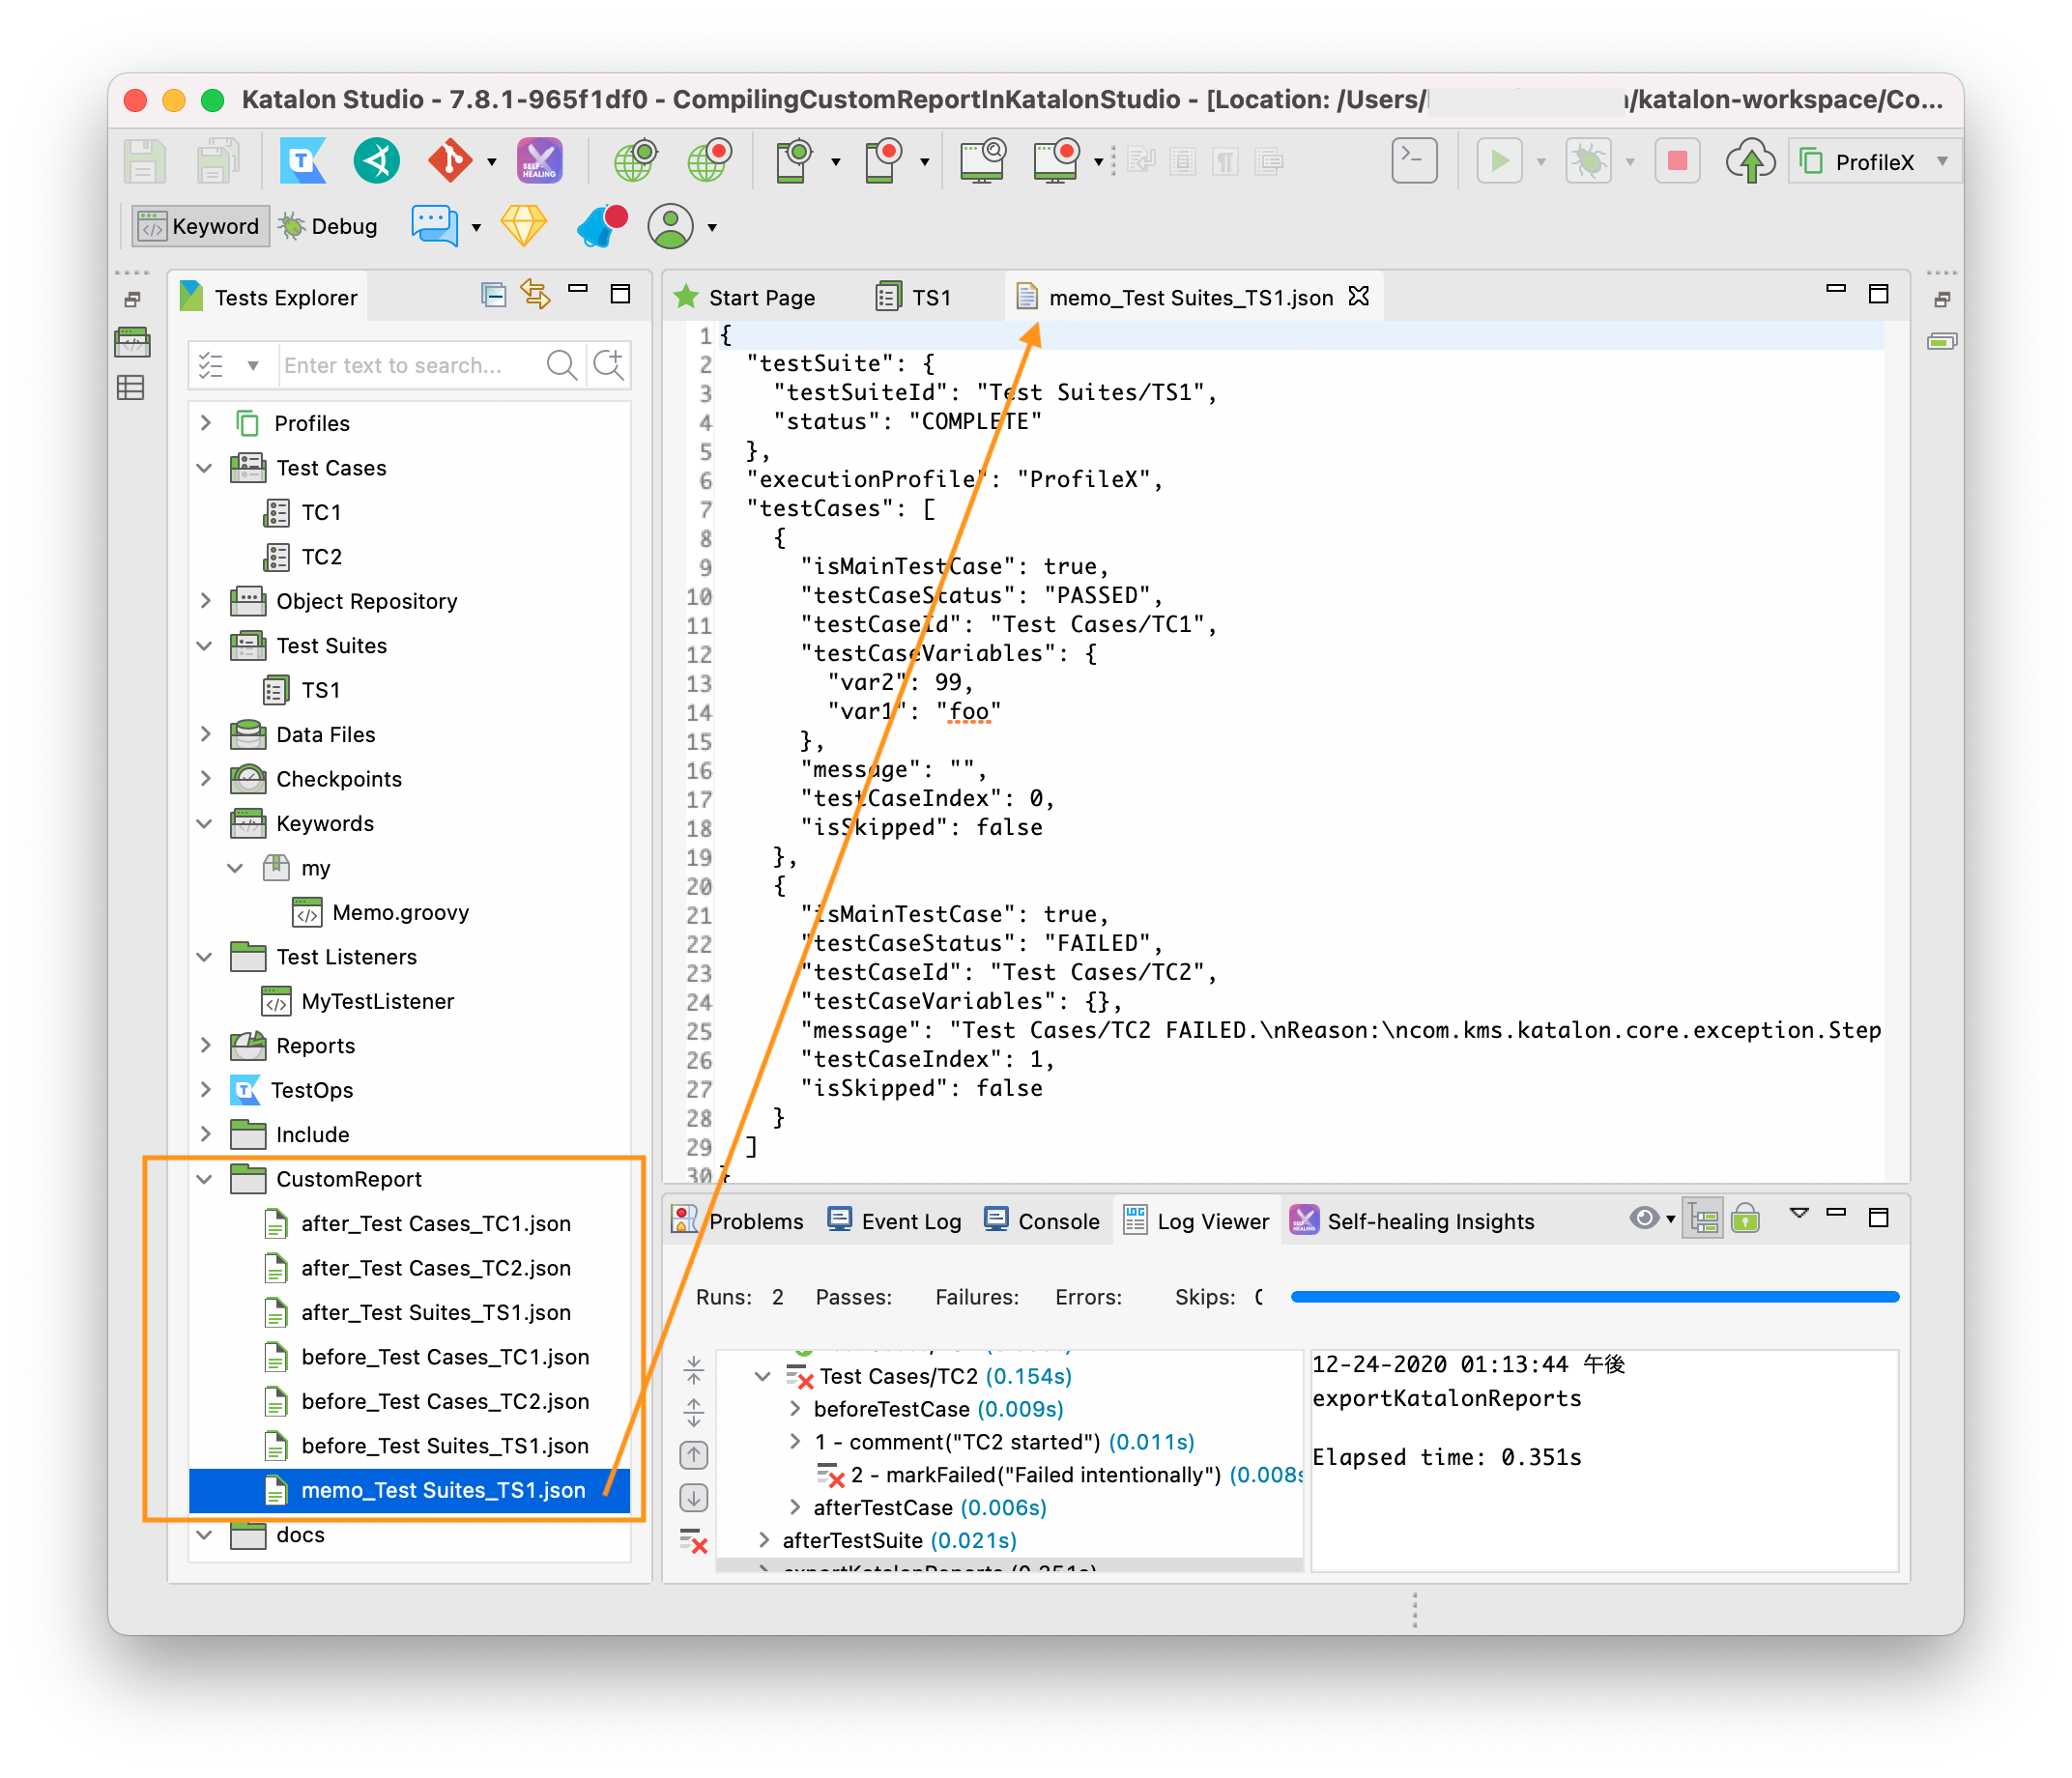 Katalon Studio - 7.8.1-965f1df0 - CompilingCustomReportInKatalonStudio - [Location: /Users/ /katalon-workspace/Co...
SELF-HEALING
ProfileX
Keyword
Debug
Tests Explorer
Enter text to search...
Profiles
Test Cases
TC1
TC2
Object Repository
Test Suites
TS1
Data Files
Checkpoints
Keywords
my
Memo.groovy
Test Listeners
MyTestListener
Reports
TestOps
Include
CustomReport
after_Test Cases_TC1.json
after_Test Cases_TC2.json
after_Test Suites_TS1.json
before_Test Cases_TC1.json
before_Test Cases_TC2.json
before_Test Suites_TS1.json
memo_Test Suites_TS1.json
docs
Start Page
TS1
memo_Test Suites_TS1.json
1 {
2 "testSuite": {
3 "testSuiteId": "Test Suites/TS1",
4 "status": "COMPLETE"
5 },
6 "executionProfile": "ProfileX",
7 "testCases": [
8 {
9 "isMainTestCase": true,
10 "testCaseStatus": "PASSED",
11 "testCaseId": "Test Cases/TC1",
12 "testCaseVariables": {
13 "var2": 99,
14 "var1": "foo"
15 },
16 "message": "",
17 "testCaseIndex": 0,
18 "isSkipped": false
19 },
20 {
21 "isMainTestCase": true,
22 "testCaseStatus": "FAILED",
23 "testCaseId": "Test Cases/TC2",
24 "testCaseVariables": {},
25 "message": "Test Cases/TC2 FAILED.\nReason:\ncom.kms.katalon.core.exception.Step
26 "testCaseIndex": 1,
27 "isSkipped": false
28 }
29 ]
30 }
Problems
Event Log
Console
Log Viewer
Self-healing Insights
Runs: 2 Passes: Failures: Errors: Skips:
Test Cases/TC2 (0.154s)
beforeTestCase (0.009s)
1 - comment("TC2 started") (0.011s)
2 - markFailed("Failed intentionally") (0.008s
afterTestCase (0.006s)
afterTestSuite (0.021s)
exportKatalonReports (0.351s)
12-24-2020 01:13:44 午後
exportKatalonReports
Elapsed time: 0.351s